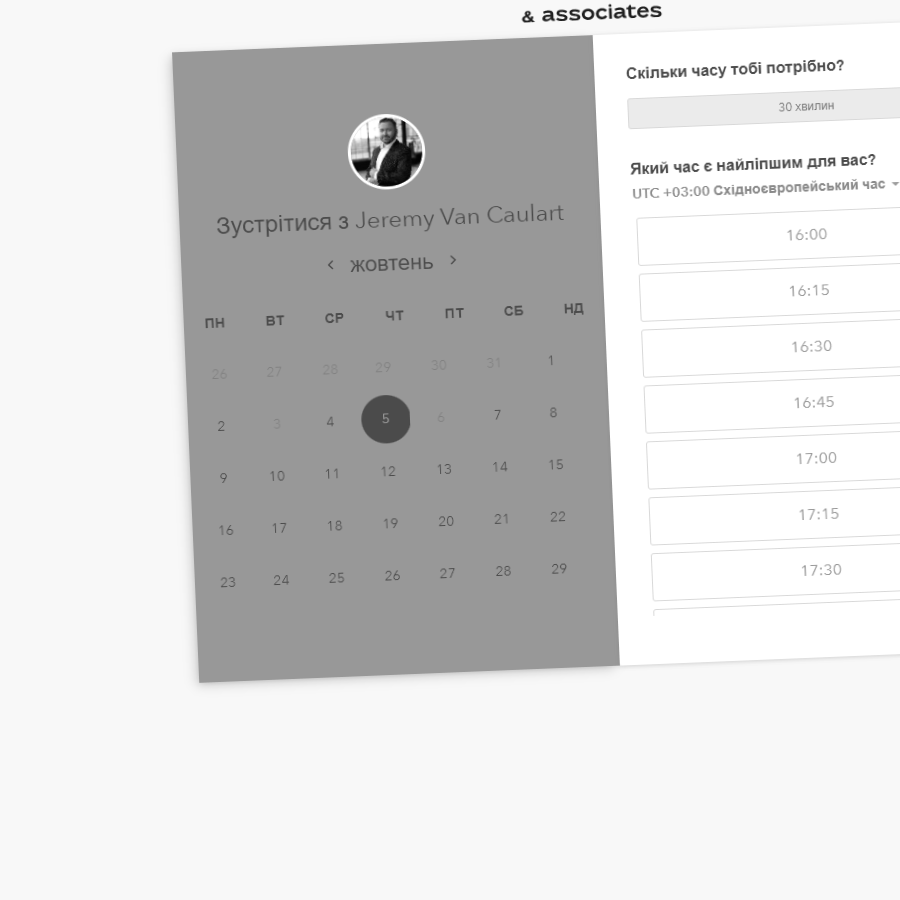 & associates
Зустрітися з Jeremy Van Caulart
жовтень
ПН ВТ СР ЧТ ПТ СБ НД
26 27 28 29 30 31 1
2 3 4 5 6 7 8
9 10 11 12 13 14 15
16 17 18 19 20 21 22
23 24 25 26 27 28 29
Скільки часу тобі потрібно?
30 хвилин
Який час є найліпшим для вас?
UTC +03:00 Східноєвропейський час
16:00
16:15
16:30
16:45
17:00
17:15
17:30